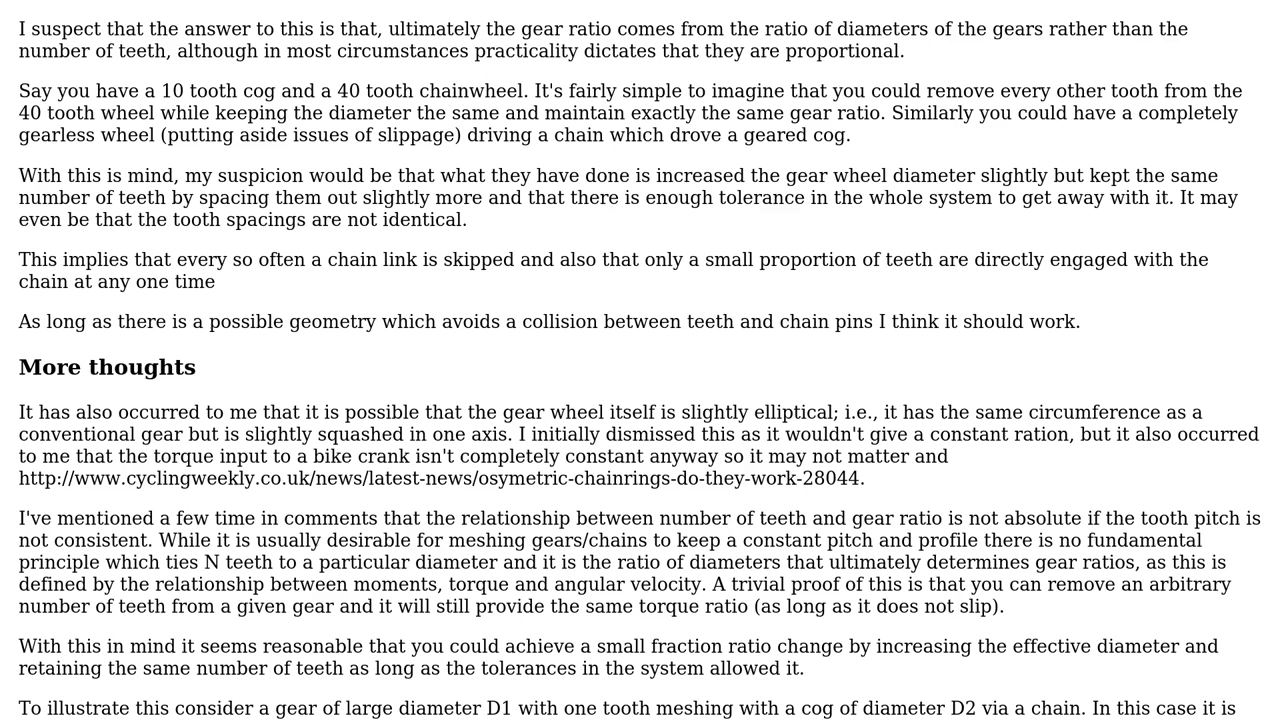 I suspect that the answer to this is that, ultimately the gear ratio comes from the ratio of diameters of the gears rather than the
number of teeth, although in most circumstances practicality dictates that they are proportional.
Say you have a 10 tooth cog and a 40 tooth chainwheel. It's fairly simple to imagine that you could remove every other tooth from the
40 tooth wheel while keeping the diameter the same and maintain exactly the same gear ratio. Similarly you could have a completely
gearless wheel (putting aside issues of slippage) driving a chain which drove a geared cog.
With this is mind, my suspicion would be that what they have done is increased the gear wheel diameter slightly but kept the same
number of teeth by spacing them out slightly more and that there is enough tolerance in the whole system to get away with it. It may
even be that the tooth spacings are not identical.
This implies that every so often a chain link is skipped and also that only a small proportion of teeth are directly engaged with the
chain at any one time
As long as there is a possible geometry which avoids a collision between teeth and chain pins I think it should work.
More thoughts
It has also occurred to me that it is possible that the gear wheel itself is slightly elliptical; i.e., it has the same circumference as a
conventional gear but is slightly squashed in one axis. I initially dismissed this as it wouldn't give a constant ration, but it also occurred
to me that the torque input to a bike crank isn't completely constant anyway so it may not matter and
http://www.cyclingweekly.co.uk/news/latest-news/osymetric-chainrings-do-they-work-28044.
I've mentioned a few time in comments that the relationship between number of teeth and gear ratio is not absolute if the tooth pitch is
not consistent. While it is usually desirable for meshing gears/chains to keep a constant pitch and profile there is no fundamental
principle which ties N teeth to a particular diameter and it is the ratio of diameters that ultimately determines gear ratios, as this is
defined by the relationship between moments, torque and angular velocity. A trivial proof of this is that you can remove an arbitrary
number of teeth from a given gear and it will still provide the same torque ratio (as long as it does not slip).
With this in mind it seems reasonable that you could achieve a small fraction ratio change by increasing the effective diameter and
retaining the same number of teeth as long as the tolerances in the system allowed it.
To illustrate this consider a gear of large diameter D1 with one tooth meshing with a cog of diameter D2 via a chain. In this case it is